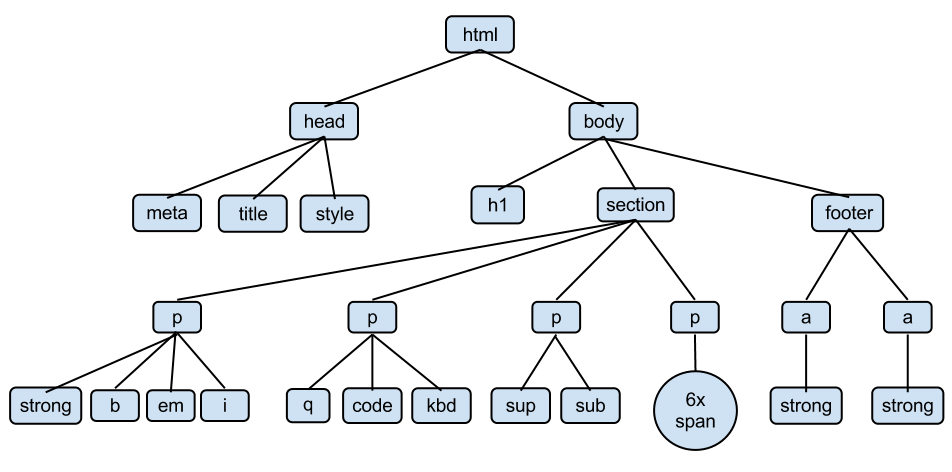 html
head
body
meta
title
style
h1
section
footer
p
p
p
p
a
a
strong
b
em
i
q
code
kbd
sup
sub
6x
span
strong
strong